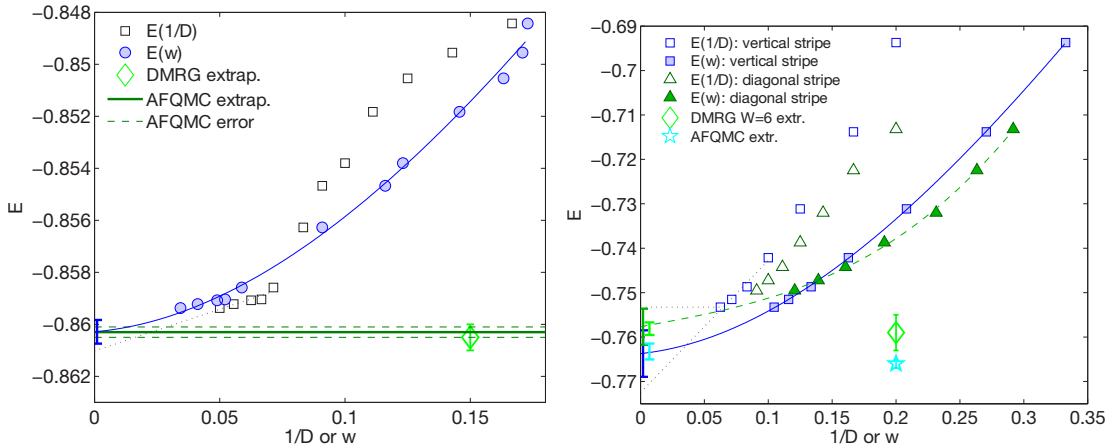 −0.848
−0.85
−0.852
−0.854
−0.856
−0.858
−0.86
−0.862
E
0
0.05
0.1
0.15
1/D or w
E(1/D)
E(w)
DMRG extrap.
AFQMC extrap.
AFQMC error
−0.69
−0.7
−0.71
−0.72
−0.73
−0.74
−0.75
−0.76
−0.77
E
0
0.05
0.1
0.15
0.2
0.25
0.3
0.35
1/D or w
E(1/D): vertical stripe
E(w): vertical stripe
E(1/D): diagonal stripe
E(w): diagonal stripe
DMRG W=6 extr.
AFQMC extr.